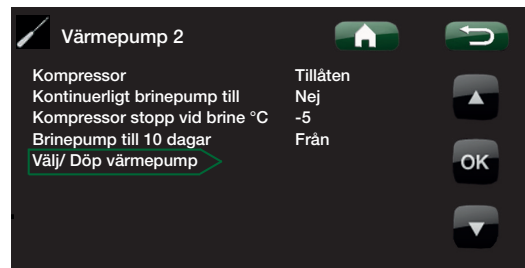 Värmepump 2
Kompressor Tillåten
Kontinuerligt brinepump till Nej
Kompressor stopp vid brine °C -5
Brinepump till 10 dagar Från
Välj/ Döp värmepump
OK